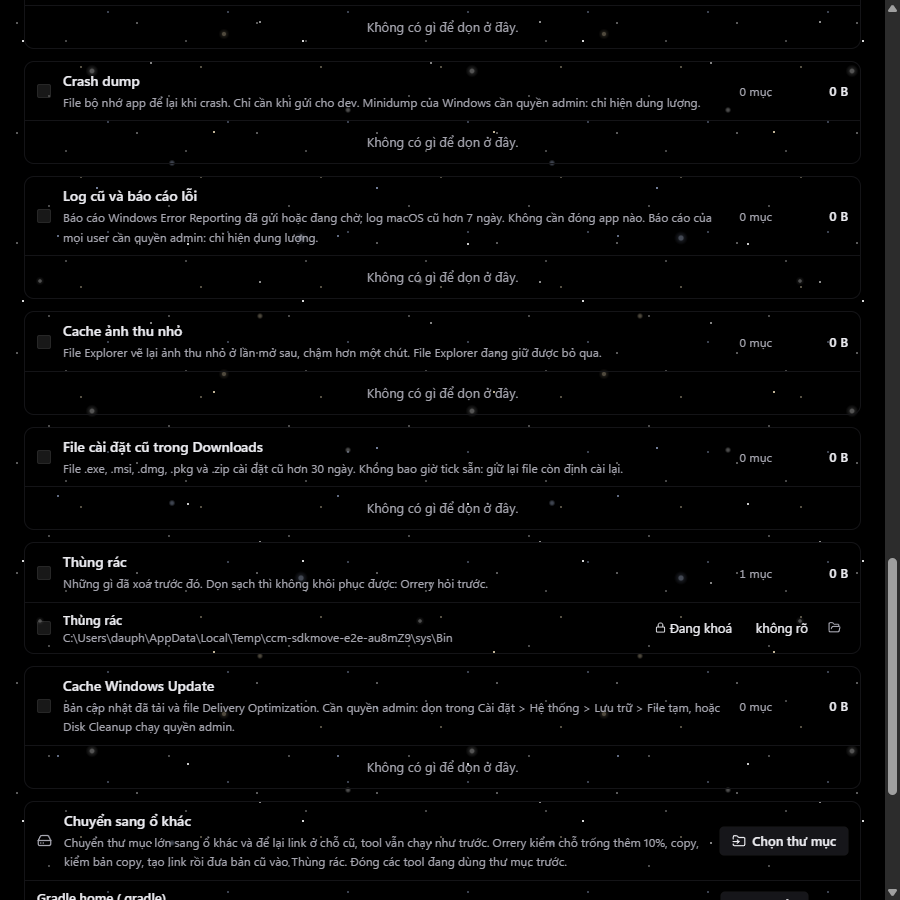 Không có gì để dọn ở đây.
Crash dump
File bộ nhớ app để lại khi crash. Chỉ cần khi gửi cho dev. Minidump của Windows cần quyền admin: chỉ hiện dung lượng.
0 mục
0 B
Không có gì để dọn ở đây.
Log cũ và báo cáo lỗi
Báo cáo Windows Error Reporting đã gửi hoặc đang chờ; log macOS cũ hơn 7 ngày. Không cần đóng app nào. Báo cáo của
mọi user cần quyền admin: chỉ hiện dung lượng.
0 mục
0 B
Không có gì để dọn ở đây.
Cache ảnh thu nhỏ
File Explorer vẽ lại ảnh thu nhỏ ở lần mở sau, chậm hơn một chút. File Explorer đang giữ được bỏ qua.
0 mục
0 B
Không có gì để dọn ở đây.
File cài đặt cũ trong Downloads
File .exe, .msi, .dmg, .pkg và .zip cài đặt cũ hơn 30 ngày. Không bao giờ tick sẵn: giữ lại file còn định cài lại.
0 mục
0 B
Không có gì để dọn ở đây.
Thùng rác
Những gì đã xoá trước đó. Dọn sạch thì không khôi phục được: Orrery hỏi trước.
1 mục
0 B
Thùng rác
C:\Users\dauph\AppData\Local\Temp\ccm-sdkmove-e2e-au8mZ9\sys\Bin
Đang khoá
không rõ
Cache Windows Update
Bản cập nhật đã tải và file Delivery Optimization. Cần quyền admin: dọn trong Cài đặt > Hệ thống > Lưu trữ > File tạm, hoặc
Disk Cleanup chạy quyền admin.
0 mục
0 B
Không có gì để dọn ở đây.
Chuyển sang ổ khác
Chuyển thư mục lớn sang ổ khác và để lại link ở chỗ cũ, tool vẫn chạy như trước. Orrery kiểm chỗ trống thêm 10%, copy,
kiểm bản copy, tạo link rồi đưa bản cũ vào Thùng rác. Đóng các tool đang dùng thư mục trước.
Chọn thư mục
Gradle home (.gradle)